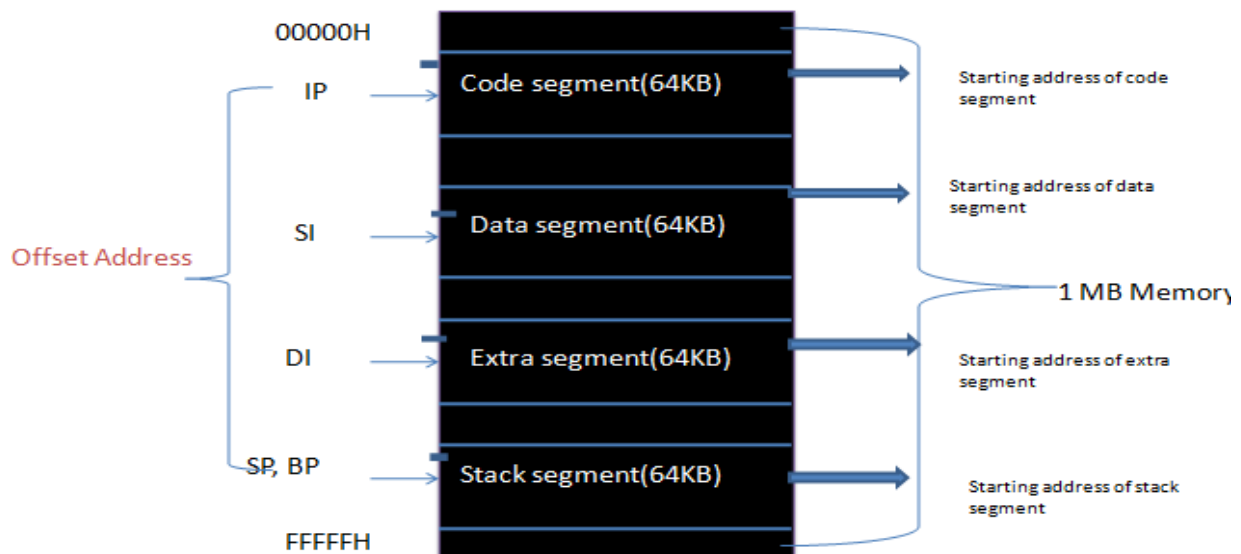 00000H
IP
Code segment(64KB)
Starting address of code
segment
Starting address of data
segment
SI
Data segment(64KB)
Offset Address
1 MB Memory
DI
Extra segment(64KB)
Starting address of extra
segment
SP, BP
Stack segment(64KB)
Starting address of stack
segment
FFFFFH